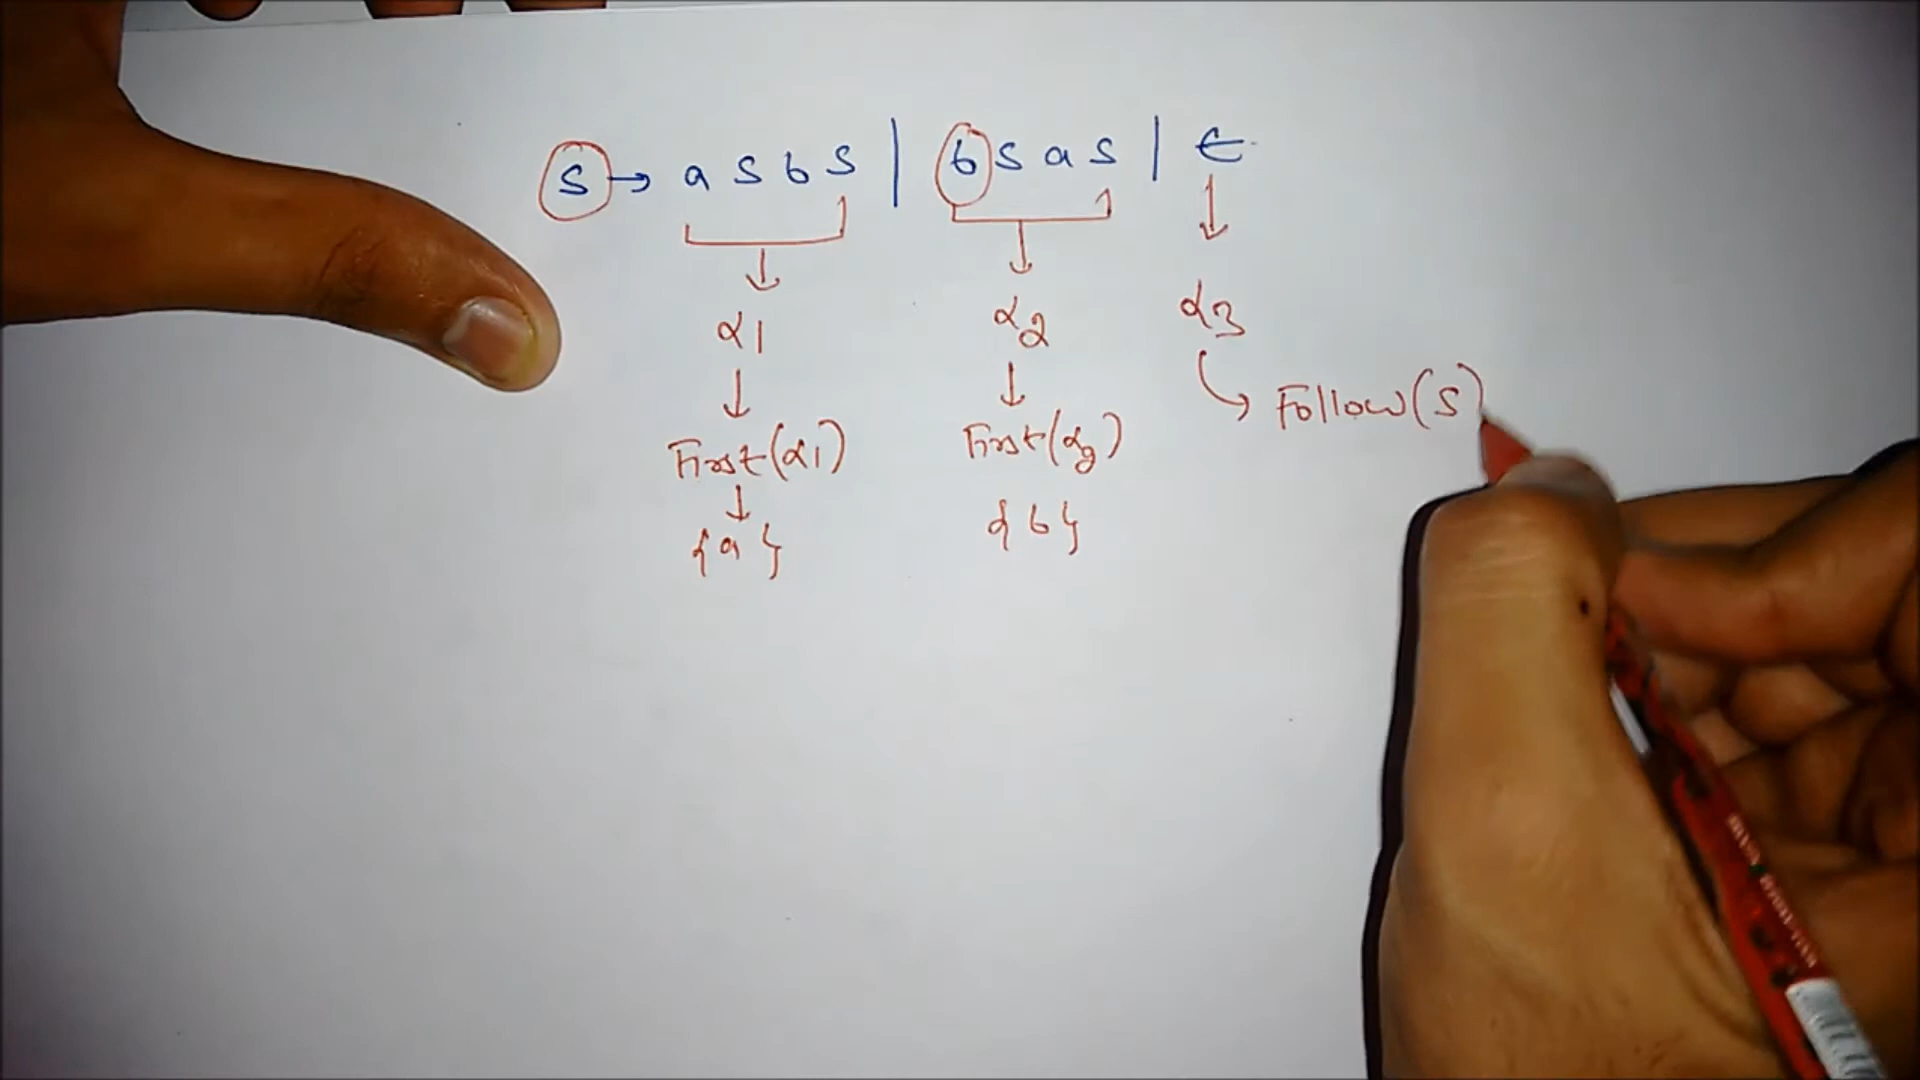 S → a S b S | b S a S | ϵ
α1 α2 α3
First(α1) First(α2) Follow(S)
{a} {b}